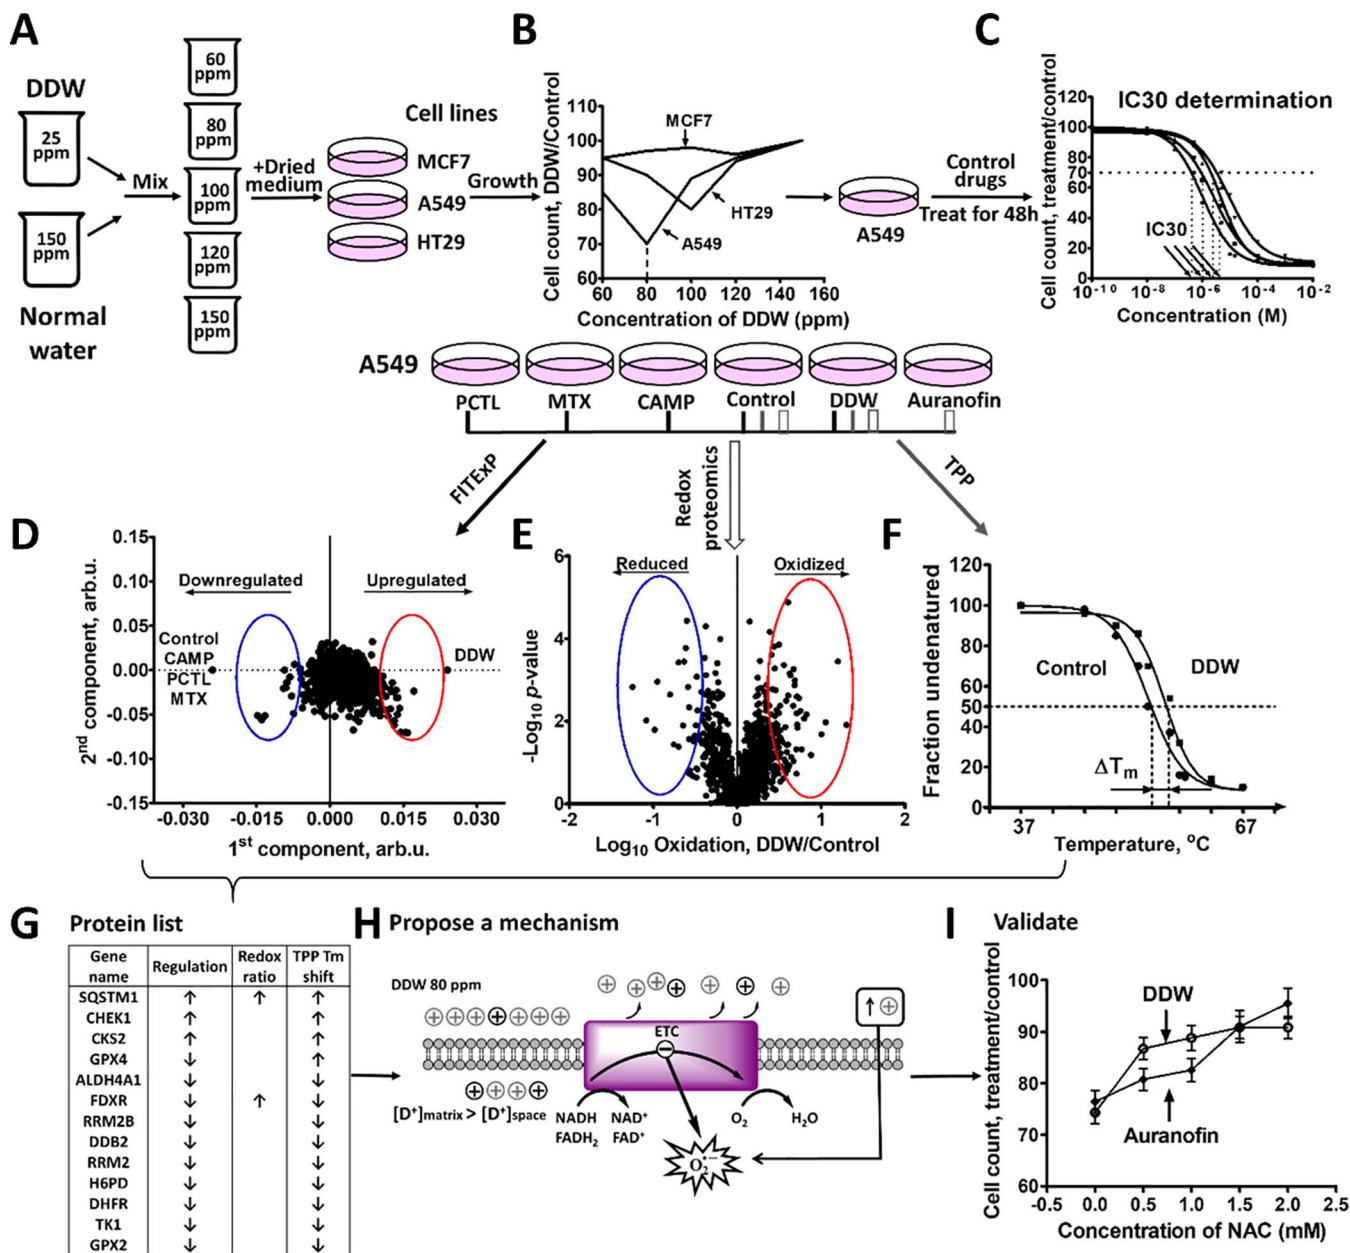 A
DDW
25
ppm
150
ppm
Normal
water
Mix
60
ppm
80
ppm
100
ppm
120
ppm
150
ppm
+Dried
medium
Cell lines
MCF7
A549
HT29
Growth
B
Cell count, DDW/Control
110
100
90
80
70
60
MCF7
HT29
A549
60 80 100 120 140 160
Concentration of DDW (ppm)
A549
Control
drugs
Treat for 48h
C
IC30 determination
Cell count, treatment/control
120
100
80
70
60
40
20
0
IC30
10⁻¹⁰ 10⁻⁸ 10⁻⁶ 10⁻⁴ 10⁻²
Concentration (M)
A549
PCTL MTX CAMP Control DDW Auranofin
FITExP
Redox
proteomics
TPP
D
2nd component, arb.u.
0.15
0.10
0.05
0.00
-0.05
-0.10
-0.15
Downregulated Upregulated
Control
CAMP
PCTL
MTX
DDW
-0.030 -0.015 0.000 0.015 0.030
1st component, arb.u.
E
-Log₁₀ p-value
6
4
2
0
Reduced Oxidized
-2 -1 0 1 2
Log₁₀ Oxidation, DDW/Control
F
Fraction undenatured
120
100
80
60
50
40
20
0
Control DDW
ΔTm
37 67
Temperature, °C
G Protein list
Gene name Regulation Redox ratio TPP Tm shift
SQSTM1 ↑ ↑ ↑
CHEK1 ↑ ↑
CKS2 ↑ ↑
GPX4 ↓ ↑
ALDH4A1 ↓ ↓
FDXR ↓ ↑ ↓
RRM2B ↓ ↓
DDB2 ↓ ↓
RRM2 ↓ ↓
H6PD ↓ ↓
DHFR ↓ ↓
TK1 ↓ ↓
GPX2 ↓ ↓
H Propose a mechanism
DDW 80 ppm
ETC
↑ ⊕
[D⁺]matrix > [D⁺]space
NADH NAD⁺
FADH₂ FAD⁺
O₂ H₂O
O₂•−
I Validate
Cell count, treatment/control
100
90
80
70
60
DDW
Auranofin
-0.5 0.0 0.5 1.0 1.5 2.0 2.5
Concentration of NAC (mM)